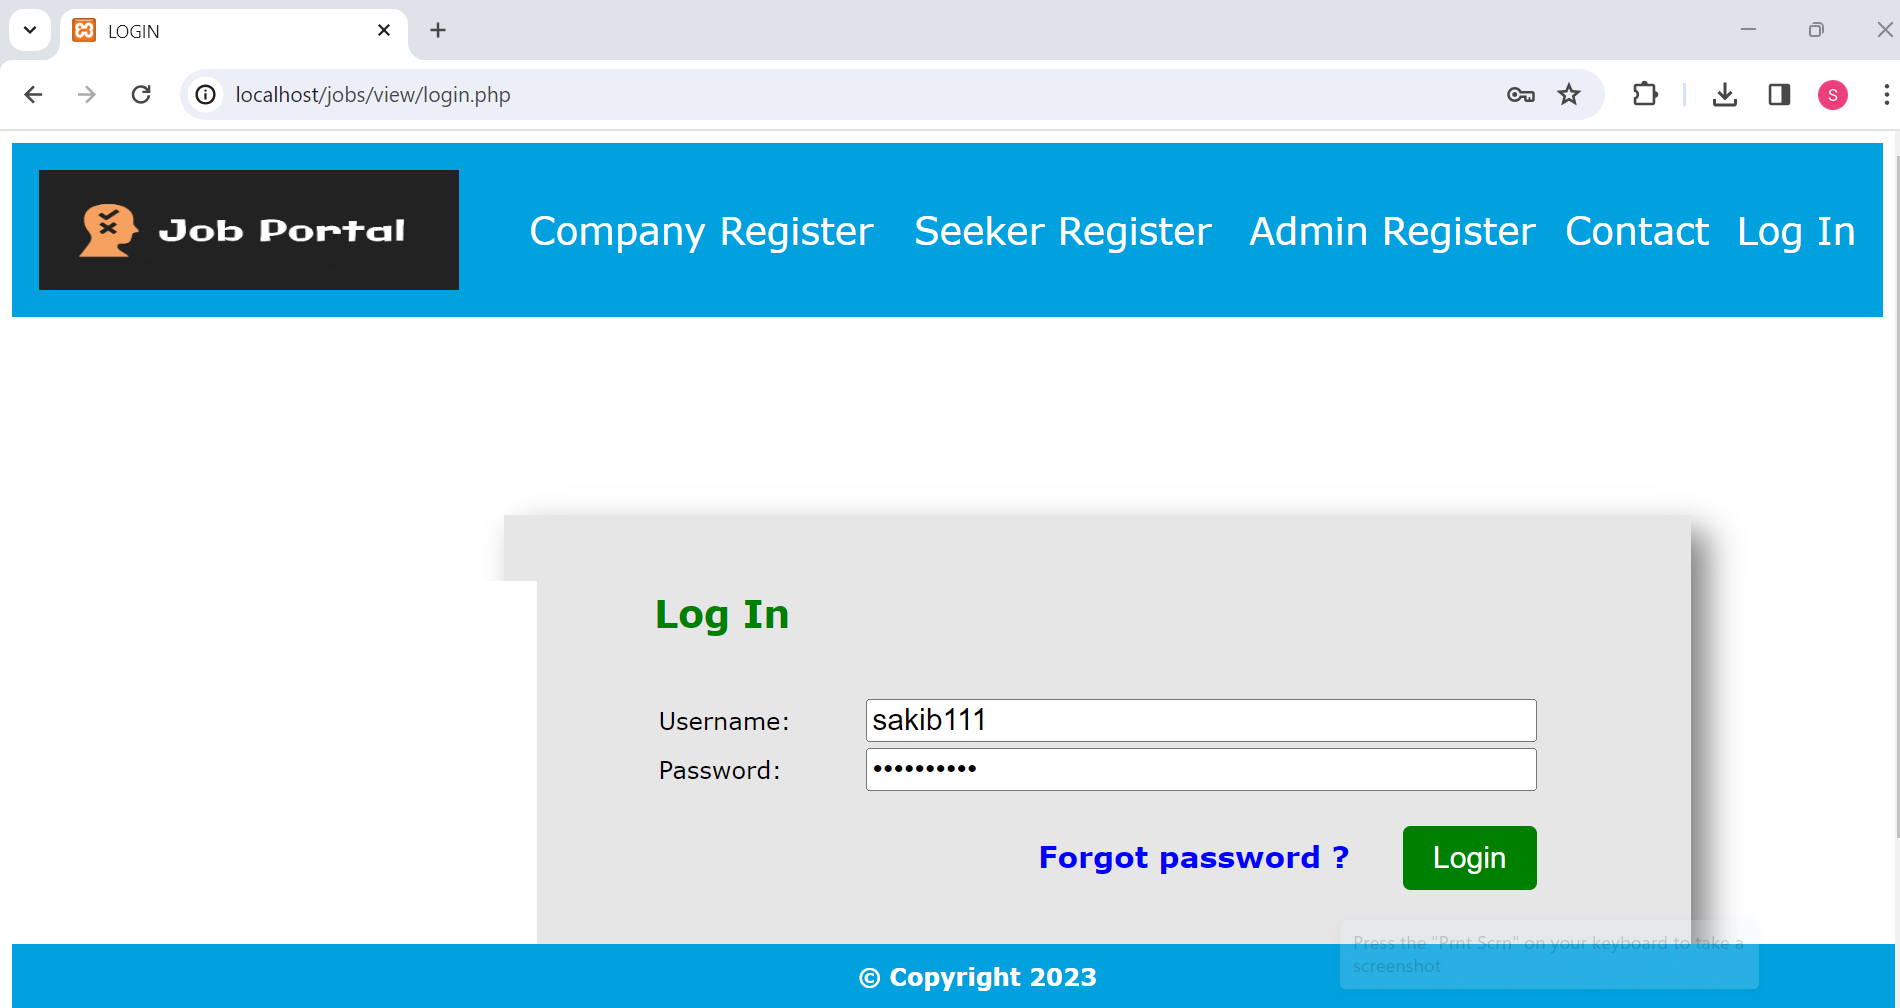 LOGIN
localhost/jobs/view/login.php
S
Job Portal
Company Register Seeker Register Admin Register Contact Log In
Log In
Username: sakib111
Password: ••••••••••
Forgot password ? Login
Press the "Prnt Scrn" on your keyboard to take a
screenshot
© Copyright 2023